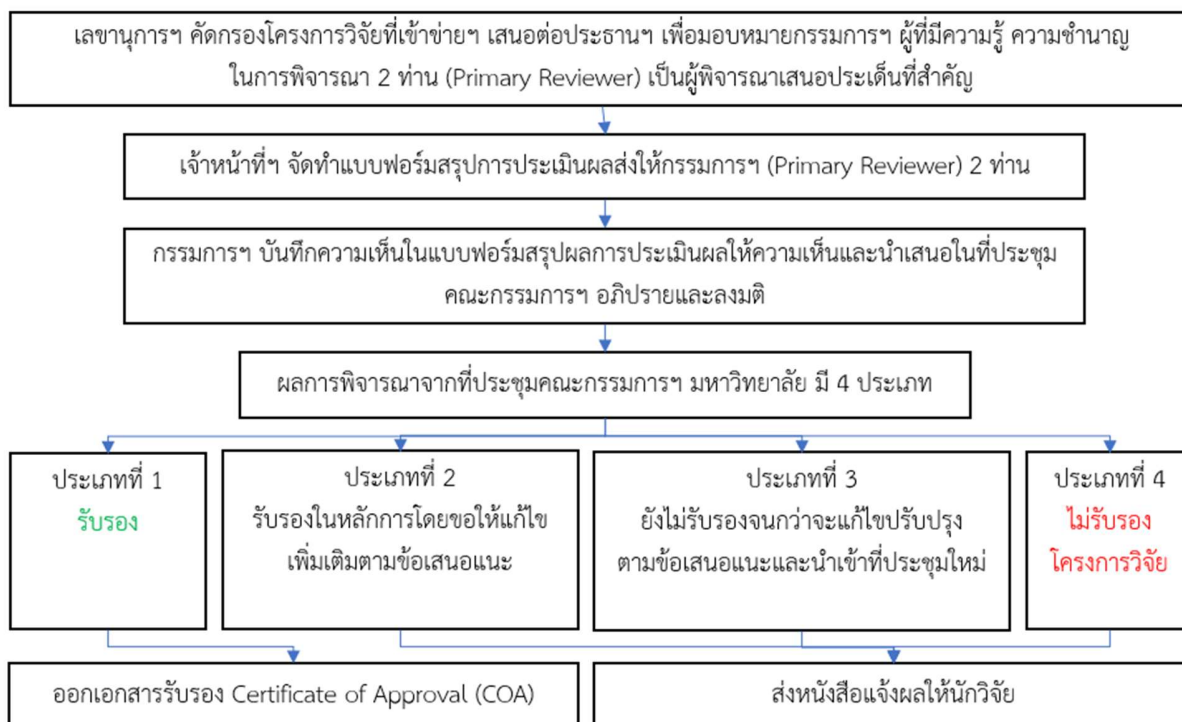 เลขานุการฯ คัดกรองโครงการวิจัยที่เข้าข่ายฯ เสนอต่อประธานฯ เพื่อมอบหมายกรรมการฯ ผู้ที่มีความรู้ ความชำนาญ
ในการพิจารณา 2 ท่าน (Primary Reviewer) เป็นผู้พิจารณาเสนอประเด็นที่สำคัญ
เจ้าหน้าที่ฯ จัดทำแบบฟอร์มสรุปการประเมินผลส่งให้กรรมการฯ (Primary Reviewer) 2 ท่าน
กรรมการฯ บันทึกความเห็นในแบบฟอร์มสรุปผลการประเมินผลให้ความเห็นและนำเสนอในที่ประชุม
คณะกรรมการฯ อภิปรายและลงมติ
ผลการพิจารณาจากที่ประชุมคณะกรรมการฯ มหาวิทยาลัย มี 4 ประเภท
ประเภทที่ 1
รับรอง
ประเภทที่ 2
รับรองในหลักการโดยขอให้แก้ไข
เพิ่มเติมตามข้อเสนอแนะ
ประเภทที่ 3
ยังไม่รับรองจนกว่าจะแก้ไขปรับปรุง
ตามข้อเสนอแนะและนำเข้าที่ประชุมใหม่
ประเภทที่ 4
ไม่รับรอง
โครงการวิจัย
ออกเอกสารรับรอง Certificate of Approval (COA)
ส่งหนังสือแจ้งผลให้นักวิจัย